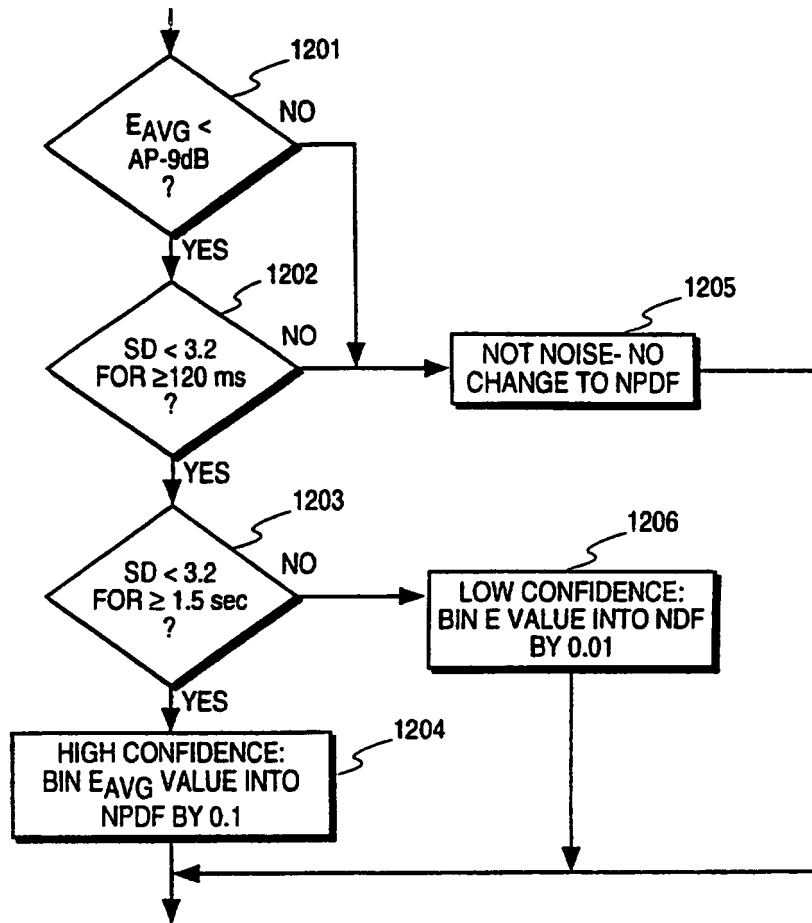 1201
E AVG <
AP-9dB
?
NO
YES
1202
SD < 3.2
FOR ≥120 ms
?
NO
1205
NOT NOISE- NO
CHANGE TO NPDF
YES
1203
SD < 3.2
FOR ≥ 1.5 sec
?
NO
1206
LOW CONFIDENCE:
BIN E VALUE INTO NDF
BY 0.01
YES
1204
HIGH CONFIDENCE:
BIN EAVG VALUE INTO
NPDF BY 0.1